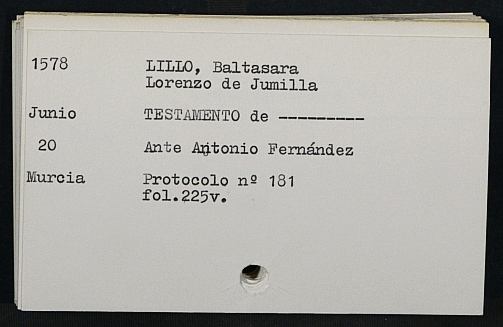 1578 LILLO, Baltasara
Lorenzo de Jumilla
Junio TESTAMENTO de ---------
20 Ante Antonio Fernández
Murcia Protocolo nº 181
fol.225v.